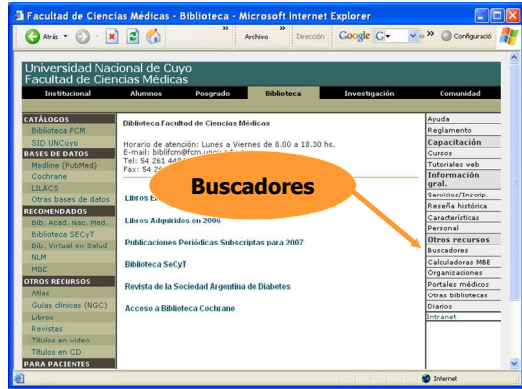 Facultad de Ciencias Médicas - Biblioteca - Microsoft Internet Explorer
Atrás
»
Archivo
»
Dirección
Google
G
»
Configuració
Universidad Nacional de Cuyo
Facultad de Ciencias Médicas
Institucional Alumnos Posgrado Biblioteca Investigación Comunidad
CATÁLOGOS
Biblioteca FCM
SID UNCuyo
BASES DE DATOS
Medline (PubMed)
Cochrane
LILACS
Otras bases de datos
RECOMENDADOS
Bib. Acad. Nac. Med.
Biblioteca SECyT
Bib. Virtual en Salud
NLM
MBE
OTROS RECURSOS
Atlas
Guías clínicas (NGC)
Libros
Revistas
Títulos en video
Títulos en CD
PARA PACIENTES
Biblioteca Facultad de Ciencias Médicas
Horario de atención: Lunes a Viernes de 8.00 a 18.30 hs.
E-mail:
Tel: 54 261
Fax: 54
Buscadores
Libros
Libros Adquiridos en 2006
Publicaciones Periódicas Subscriptas para 2007
Biblioteca SeCyT
Revista de la Sociedad Argentina de Diabetes
Acceso a Biblioteca Cochrane
Ayuda
Reglamento
Capacitación
Cursos
Tutoriales web
Información
gral.
Servicios/Inscrip.
Reseña histórica
Características
Personal
Otros recursos
Buscadores
Calculadoras MBE
Organizaciones
Portales médicos
Otras bibliotecas
Diarios
Intranet
Internet